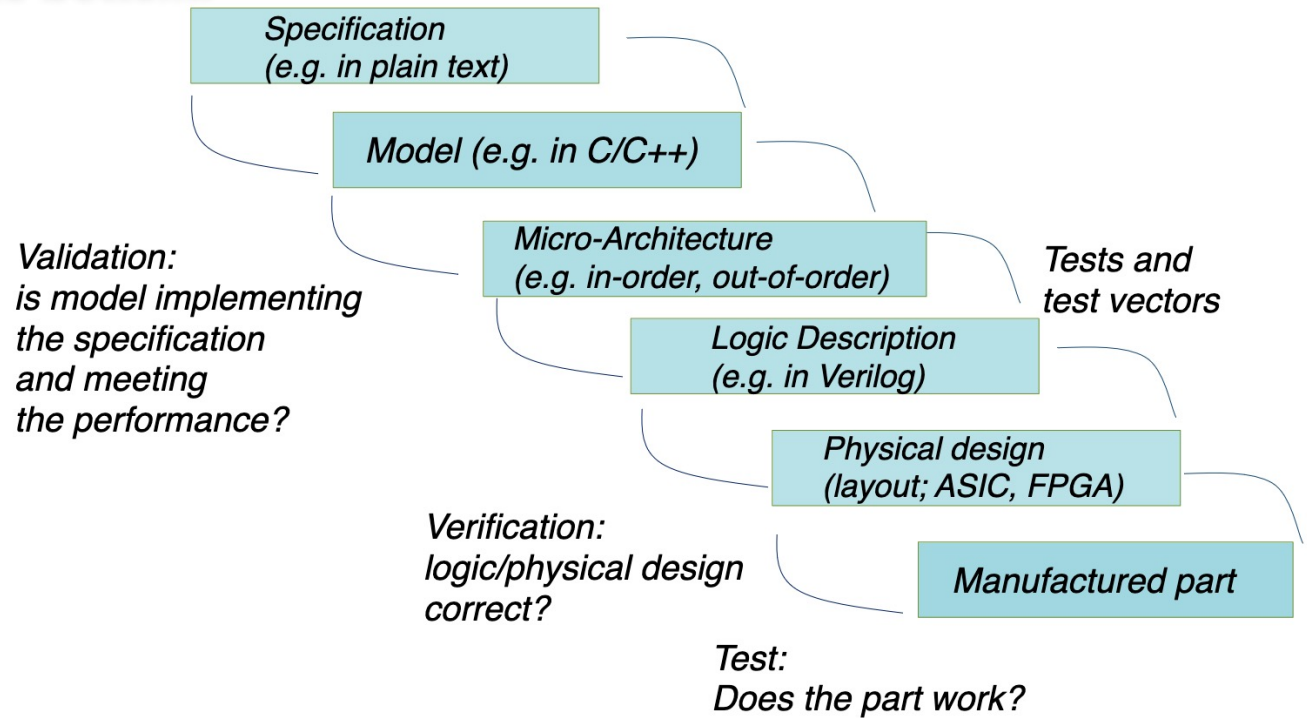 Specification
(e.g. in plain text)
Model (e.g. in C/C++)
Micro-Architecture
(e.g. in-order, out-of-order)
Validation:
is model implementing
the specification
and meeting
the performance?
Tests and
test vectors
Logic Description
(e.g. in Verilog)
Physical design
(layout; ASIC, FPGA)
Verification:
logic/physical design
correct?
Manufactured part
Test:
Does the part work?